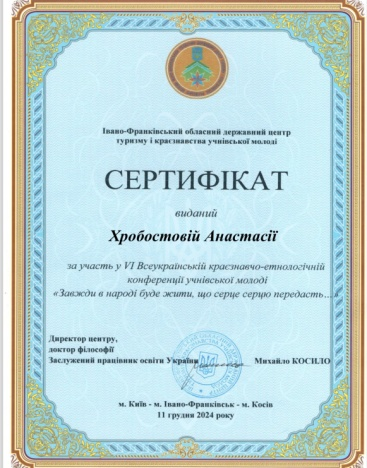 Івано-Франківський обласний державний центр
туризму і краєзнавства учнівської молоді
СЕРТИФІКАТ
виданий
Хробостовій Анастасії
за участь у VI Всеукраїнській краєзнавчо-етнологічній
конференції учнівської молоді
«Завжди в народі буде жити, що серце серцю передасть…»
Директор центру,
доктор філософії
Заслужений працівник освіти України Михайло КОСИЛО
м. Київ - м. Івано-Франківськ - м. Косів
11 грудня 2024 року